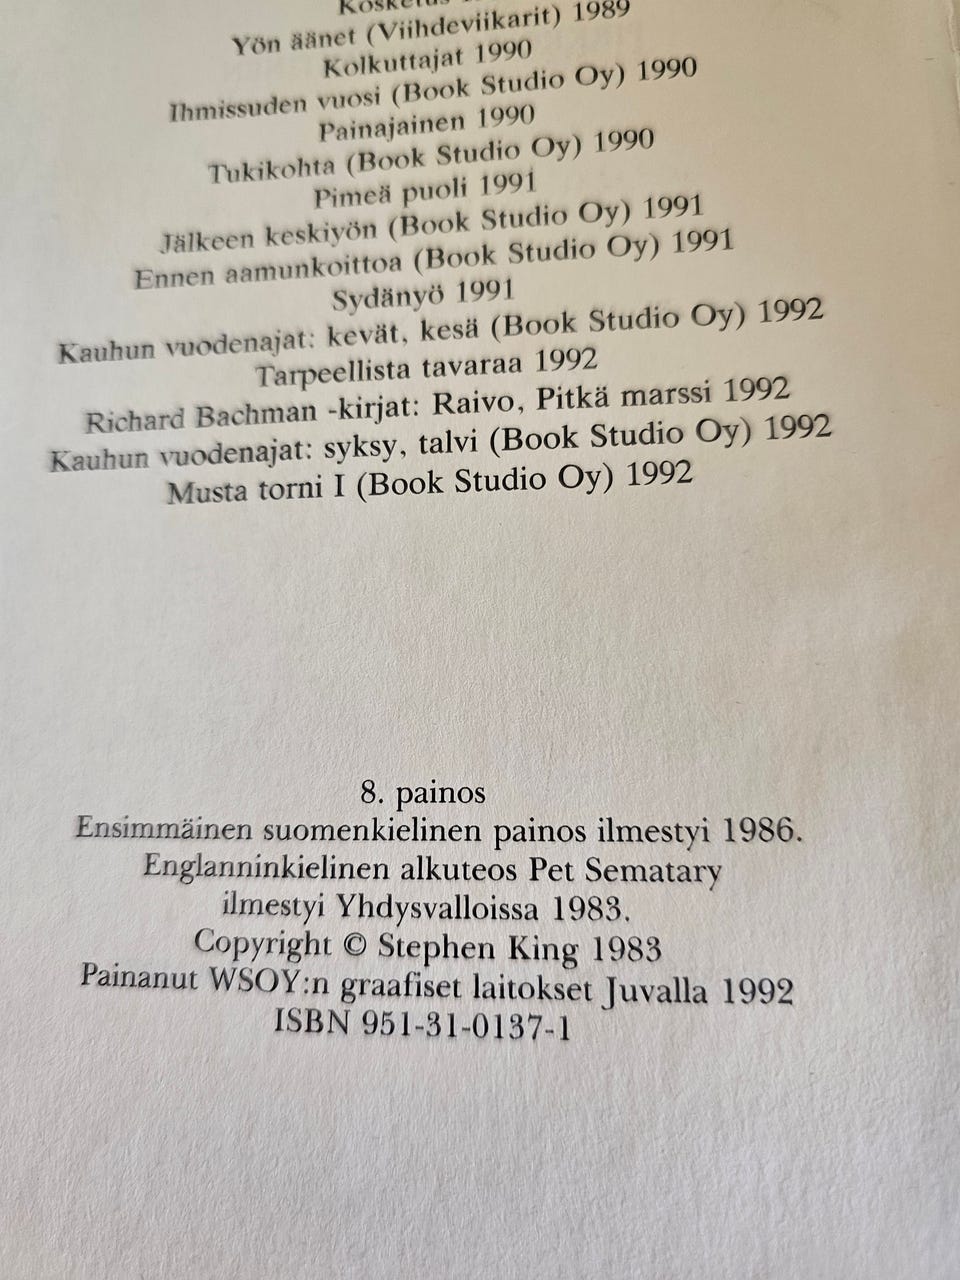 Yön äänet (Viihdeviikarit) 1989
Kolkuttajat 1990
Ihmissuden vuosi (Book Studio Oy) 1990
Painajainen 1990
Tukikohta (Book Studio Oy) 1990
Pimeä puoli 1991
Jälkeen keskiyön (Book Studio Oy) 1991
Ennen aamunkoittoa (Book Studio Oy) 1991
Sydänyö 1991
Kauhun vuodenajat: kevät, kesä (Book Studio Oy) 1992
Tarpeellista tavaraa 1992
Richard Bachman -kirjat: Raivo, Pitkä marssi 1992
Kauhun vuodenajat: syksy, talvi (Book Studio Oy) 1992
Musta torni I (Book Studio Oy) 1992
8. painos
Ensimmäinen suomenkielinen painos ilmestyi 1986.
Englanninkielinen alkuteos Pet Sematary
ilmestyi Yhdysvalloissa 1983.
Copyright © Stephen King 1983
Painanut WSOY:n graafiset laitokset Juvalla 1992
ISBN 951-31-0137-1